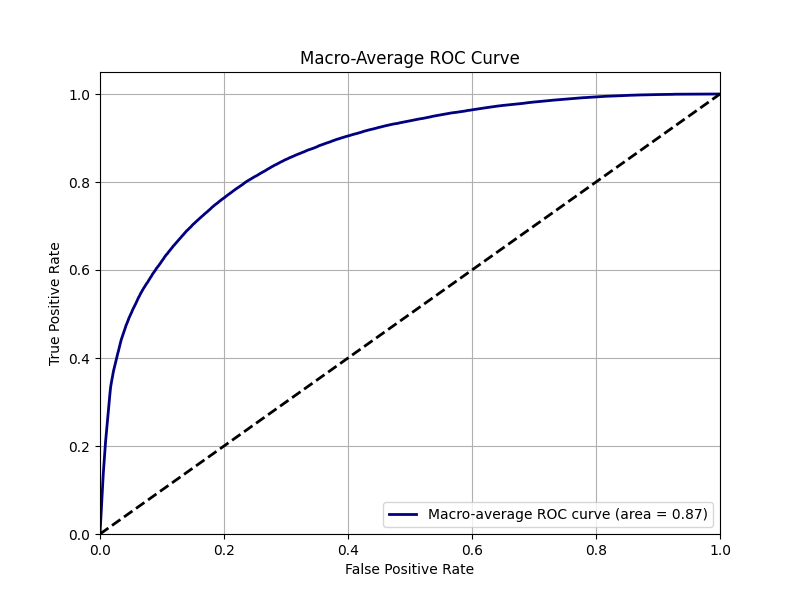 Macro-Average ROC Curve
True Positive Rate
1.0
0.8
0.6
0.4
0.2
0.0
Macro-average ROC curve (area = 0.87)
0.0 0.2 0.4 0.6 0.8 1.0
False Positive Rate